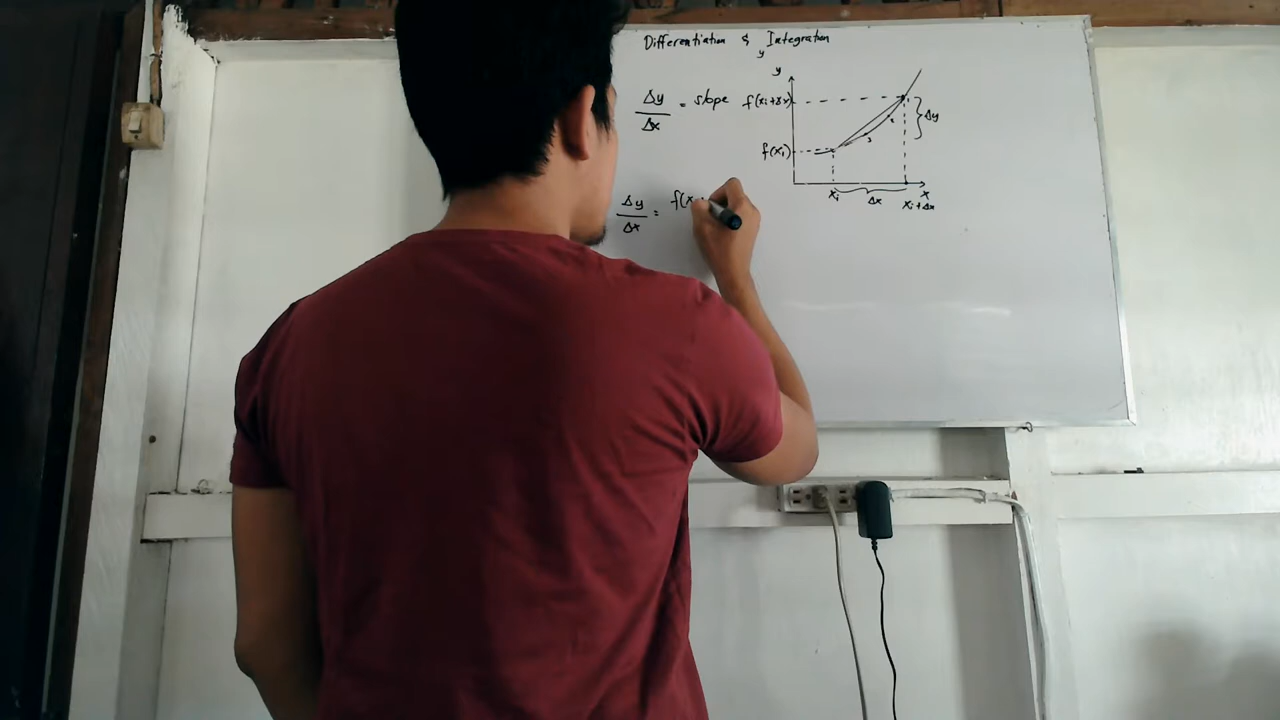 Differentiation & Integration
y
y
Δy/Δx = slope
f(xi+Δx)
Δy
f(xi)
xi Δx xi+Δx
x
Δy/Δx = f(x